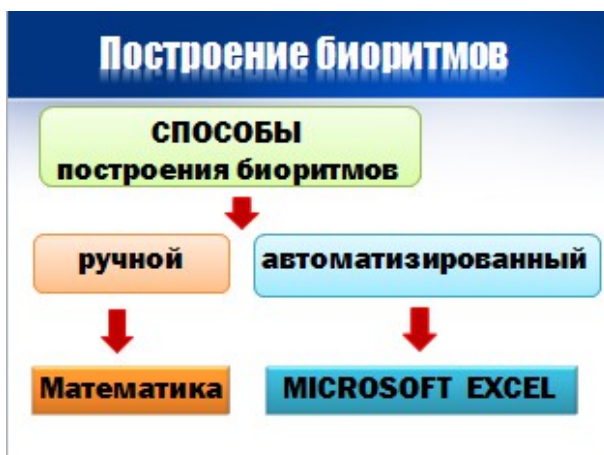 Построение биоритмов
СПОСОБЫ
построения биоритмов
ручной
автоматизированный
Математика
MICROSOFT EXCEL